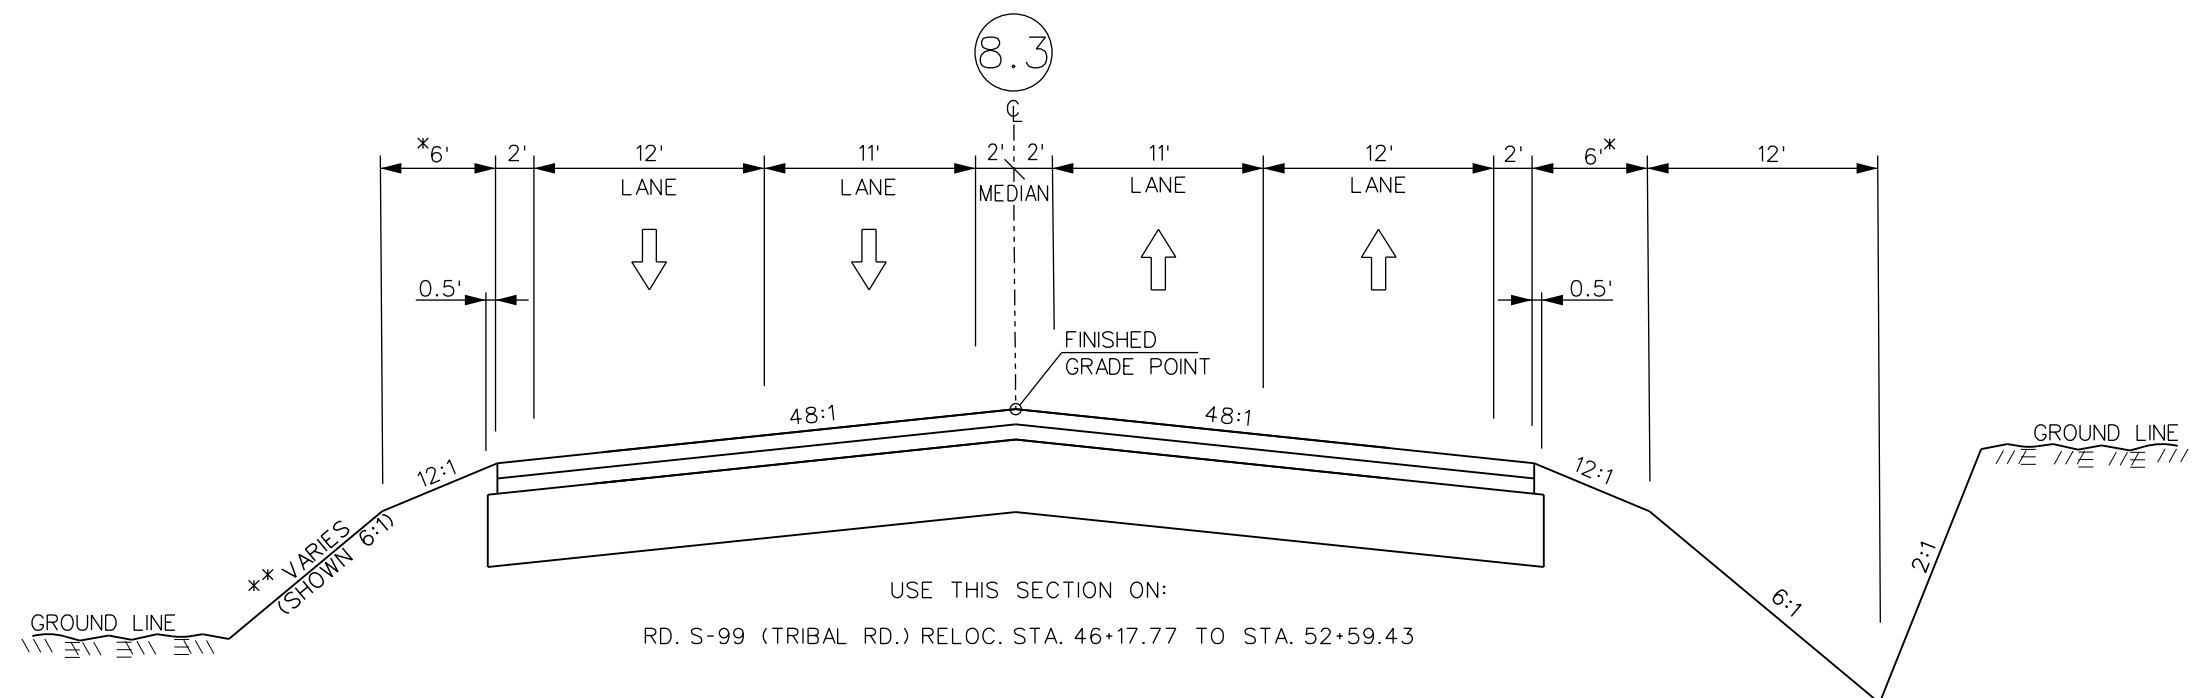 8.3
℄
*6' 2' 12' 11' 2' 2' 11' 12' 2' 6'* 12'
LANE LANE MEDIAN LANE LANE
0.5' 0.5'
FINISHED
GRADE POINT
48:1 48:1
12:1 12:1
GROUND LINE
** VARIES
(SHOWN 6:1)
2:1
6:1
GROUND LINE
USE THIS SECTION ON:
RD. S-99 (TRIBAL RD.) RELOC. STA. 46+17.77 TO STA. 52+59.43